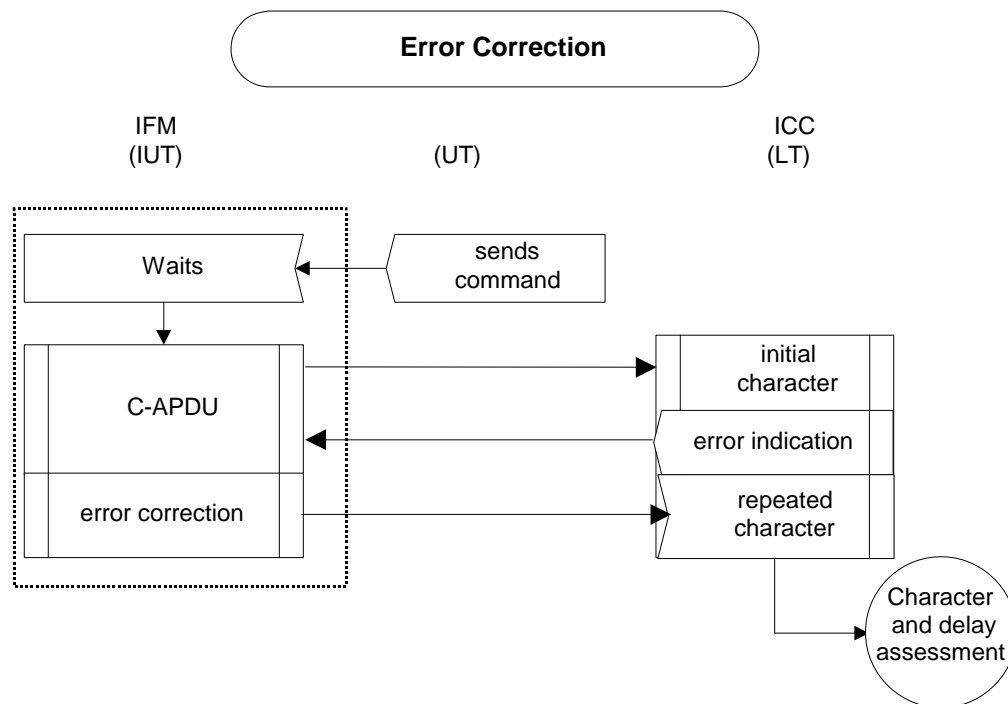 Error Correction
IFM
(IUT)
(UT)
ICC
(LT)
Waits
sends
command
C-APDU
initial
character
error indication
error correction
repeated
character
Character
and delay
assessment